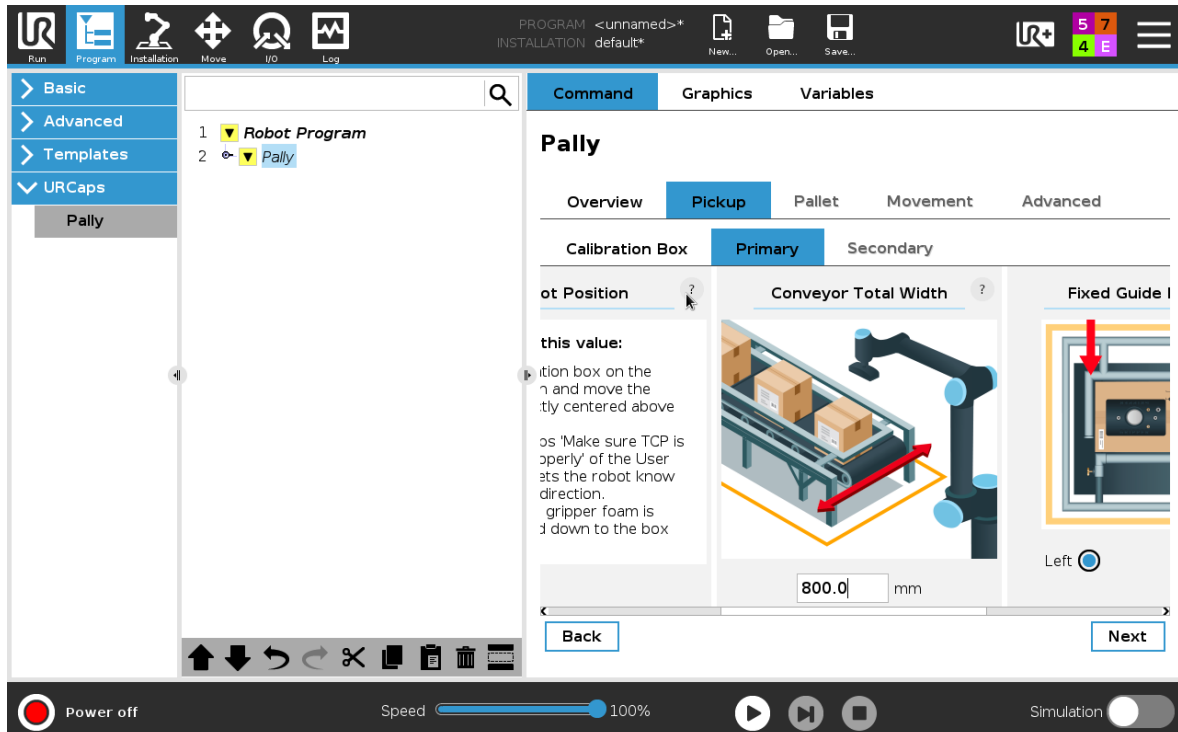 PROGRAM <unnamed>*
INSTALLATION default*
UR
Run
Program
Installation
Move
I/O
Log
New...
Open...
Save...
UR+
5 7
4 E
Basic
Advanced
Templates
URCaps
Pally
1 Robot Program
2 Pally
Command Graphics Variables
Pally
Overview Pickup Pallet Movement Advanced
Calibration Box Primary Secondary
ot Position ?
this value:
tion box on the
n and move the
tly centered above
os 'Make sure TCP is
operly' of the User
ets the robot know
direction.
gripper foam is
d down to the box
Conveyor Total Width ?
800.0 mm
Fixed Guide
Left
Back Next
Power off
Speed 100%
Simulation